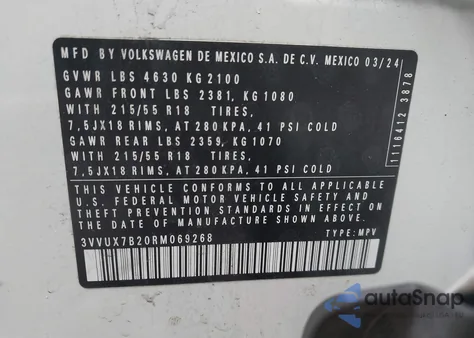 MFD. BY VOLKSWAGEN DE MEXICO S.A. DE C.V. MEXICO 03/24
GVWR LBS 4630 KG 2100
GAWR FRONT LBS 2381, KG 1080
WITH 215/55 R18 TIRES,
7,5JX18 RIMS, AT 280 KPA, 41 PSI COLD
GAWR REAR LBS 2359, KG 1070
WITH 215/55 R18 TIRES,
7,5JX18 RIMS, AT 280 KPA, 41 PSI COLD
THIS VEHICLE CONFORMS TO ALL APPLICABLE
U.S. FEDERAL MOTOR VEHICLE SAFETY AND
THEFT PREVENTION STANDARDS IN EFFECT ON
THE DATE OF MANUFACTURE SHOWN ABOVE.
3VVUX7B20RM069268
TYPE: MPV
1116412 3878
autoSnap